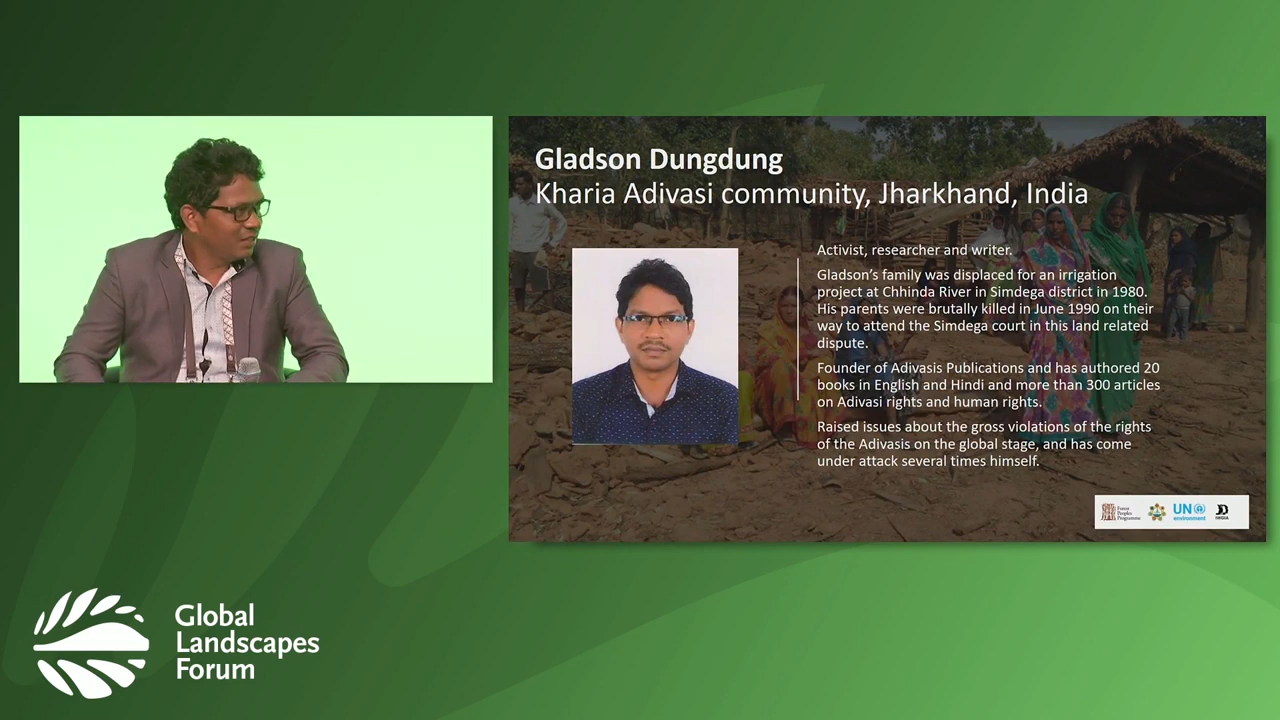 Gladson Dungdung
Kharia Adivasi community, Jharkhand, India
Activist, researcher and writer.
Gladson's family was displaced for an irrigation
project at Chhinda River in Simdega district in 1980.
His parents were brutally killed in June 1990 on their
way to attend the Simdega court in this land related
dispute.
Founder of Adivasis Publications and has authored 20
books in English and Hindi and more than 300 articles
on Adivasi rights and human rights.
Raised issues about the gross violations of the rights
of the Adivasis on the global stage, and has come
under attack several times himself.
Forest
Peoples
Programme
UN
environment
IWGIA
Global
Landscapes
Forum